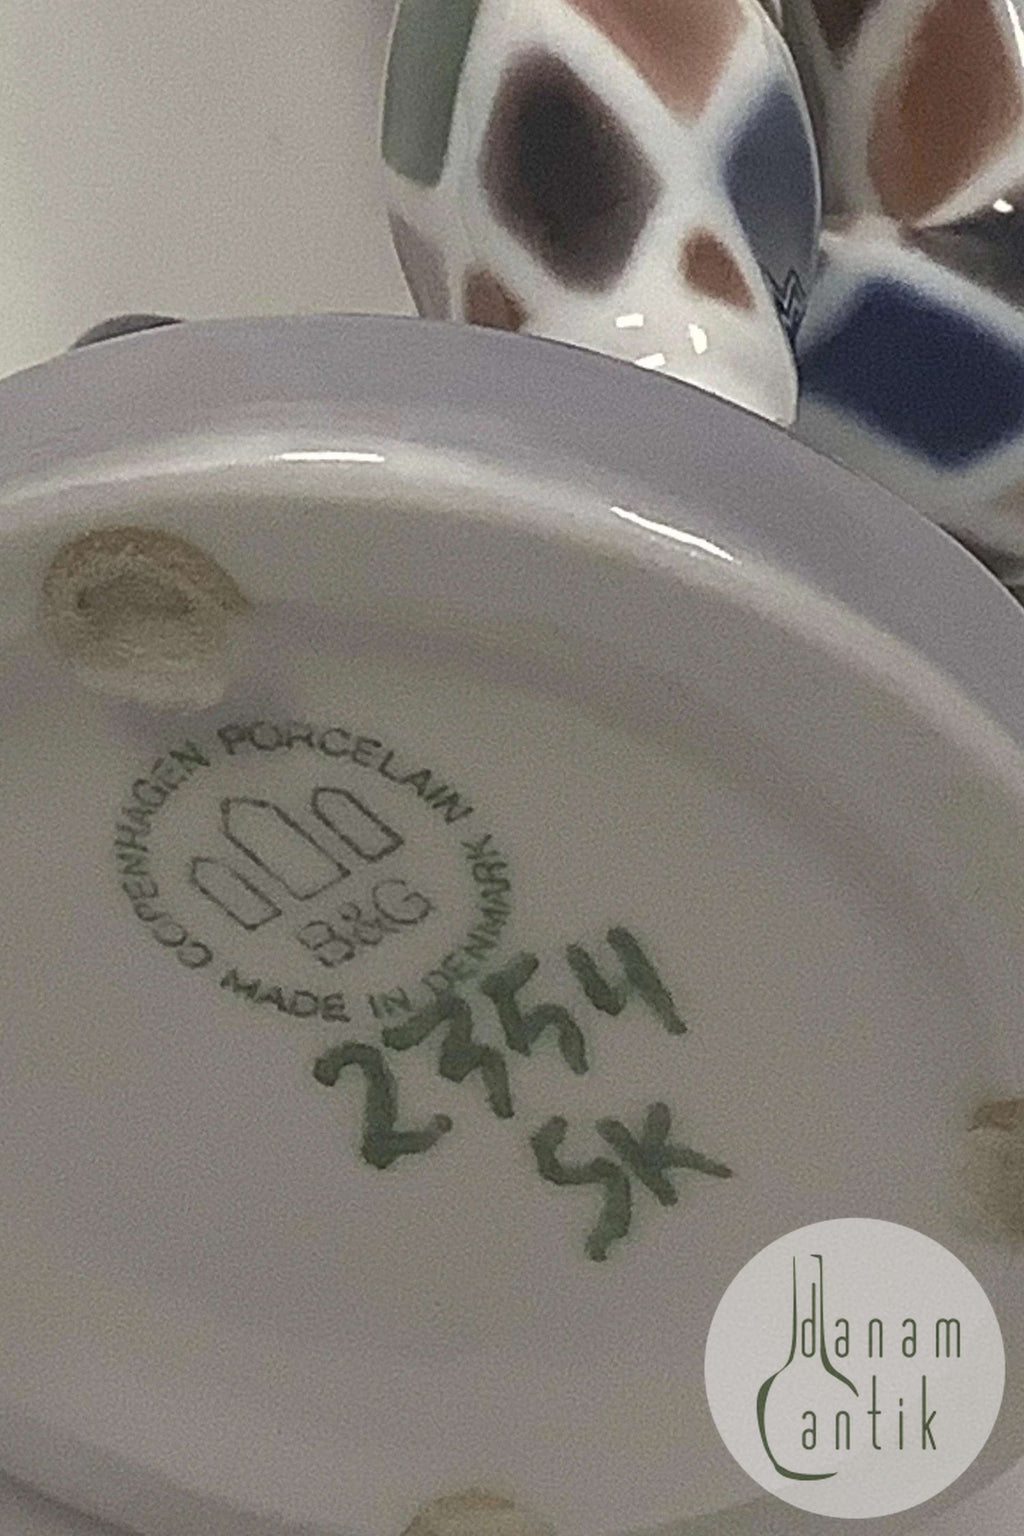 COPENHAGEN PORCELAIN
B&G
MADE IN DENMARK
2354
SK
danam
antik